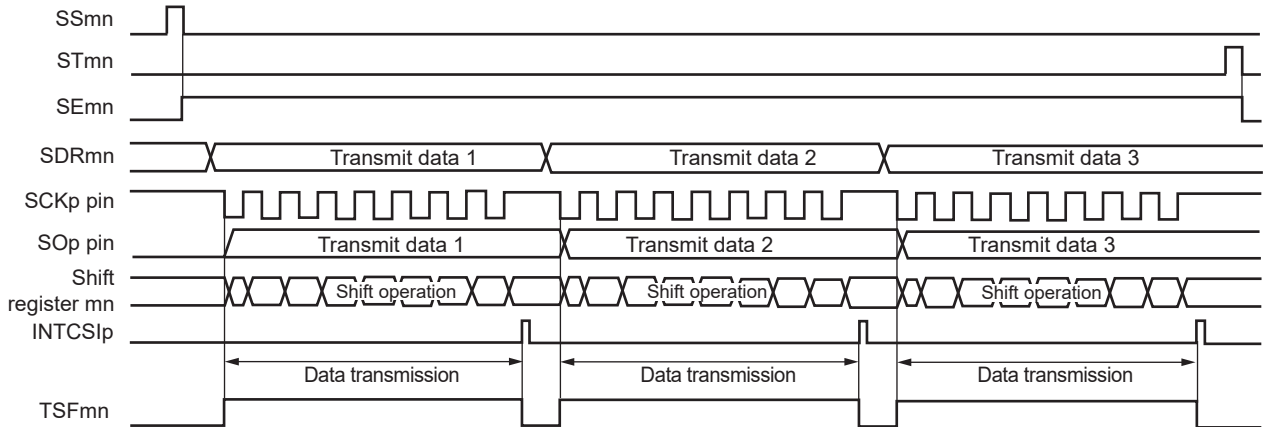 SSmn
STmn
SEmn
SDRmn Transmit data 1 Transmit data 2 Transmit data 3
SCKp pin
SOp pin Transmit data 1 Transmit data 2 Transmit data 3
Shift
register mn Shift operation Shift operation Shift operation
INTCSIp
Data transmission Data transmission Data transmission
TSFmn